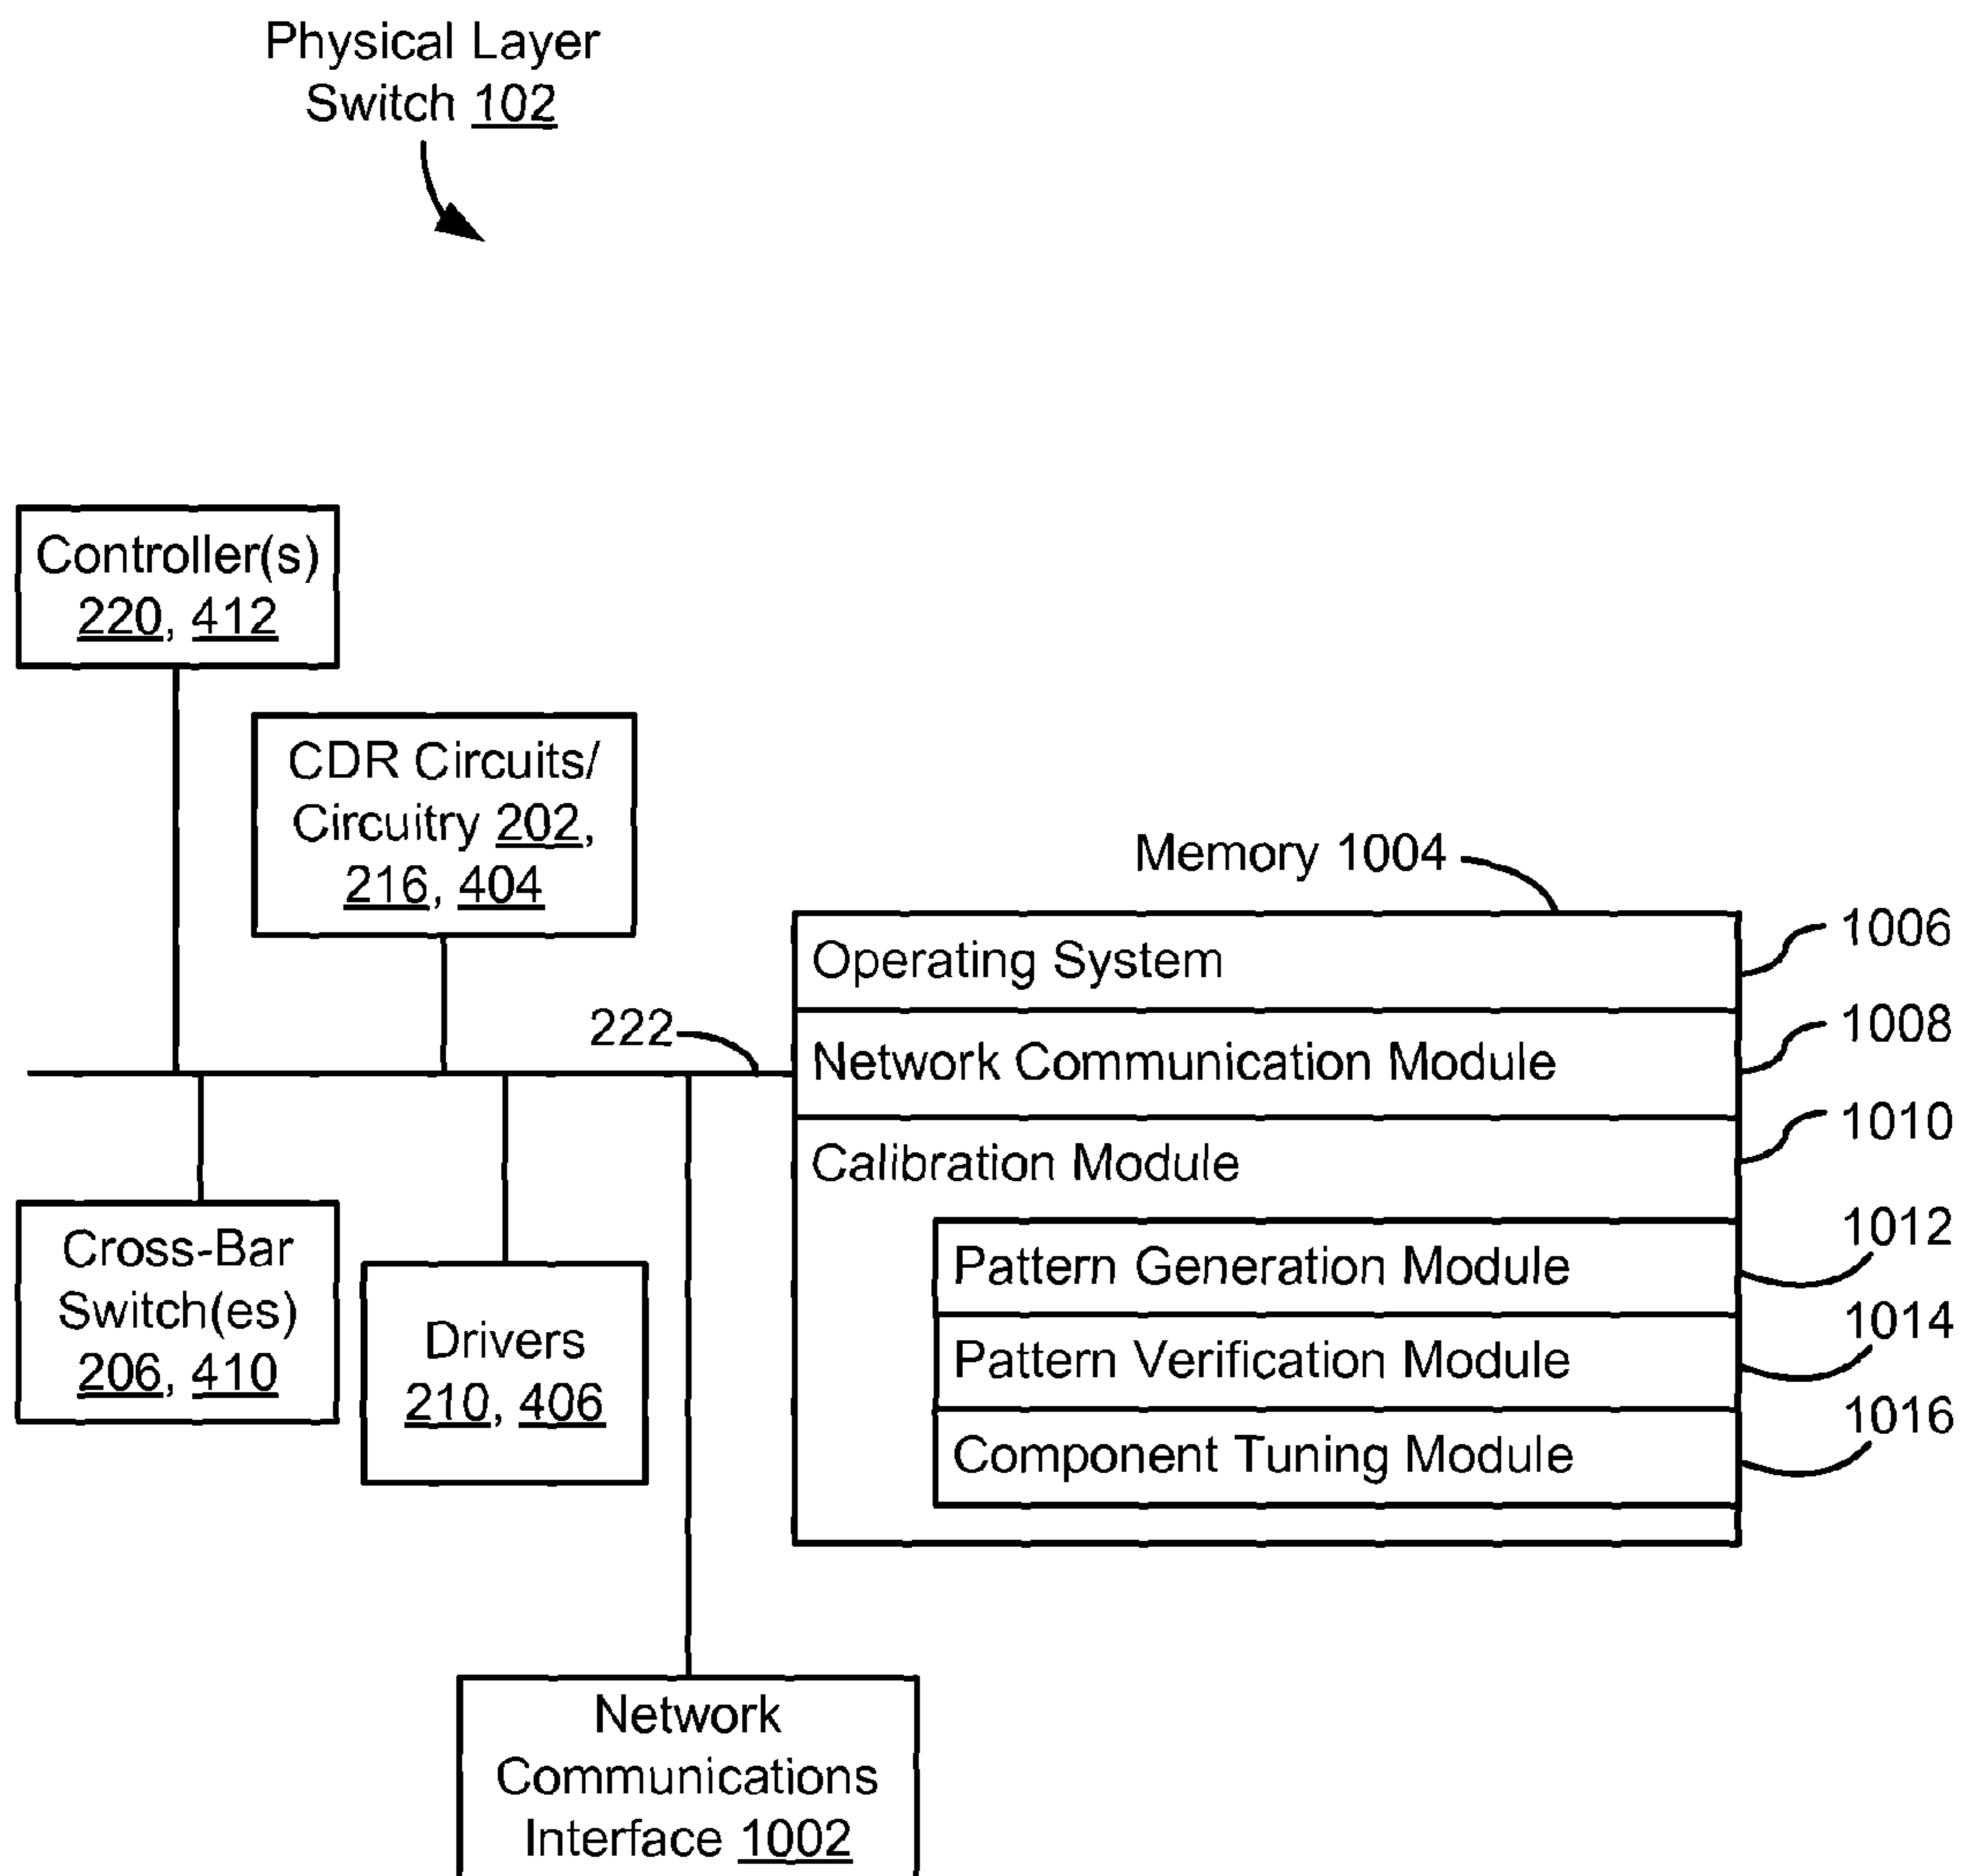 Physical Layer
Switch 102
Controller(s)
220, 412
CDR Circuits/
Circuitry 202,
216, 404
Memory 1004
1006
Operating System
222
1008
Network Communication Module
1010
Calibration Module
1012
Pattern Generation Module
1014
Pattern Verification Module
1016
Component Tuning Module
Cross-Bar
Switch(es)
206, 410
Drivers
210, 406
Network
Communications
Interface 1002